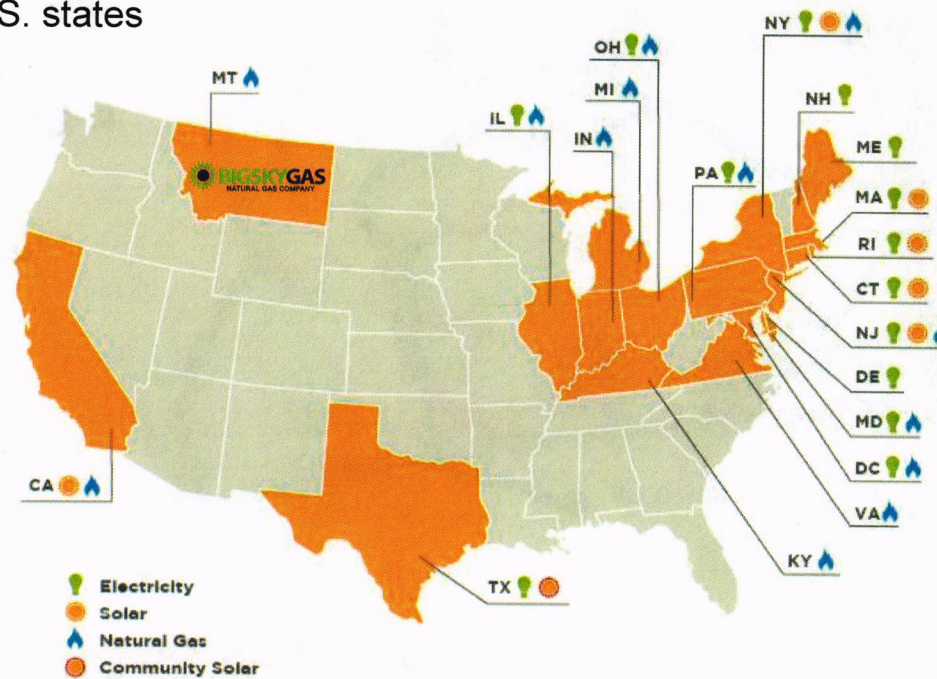 S. states
NY
OH
MT
MI
NH
IL
IN
ME
PA
MA
BIGSKYGAS
NATURAL GAS COMPANY
RI
CT
NJ
DE
MD
DC
CA
VA
KY
TX
Electricity
Solar
Natural Gas
Community Solar